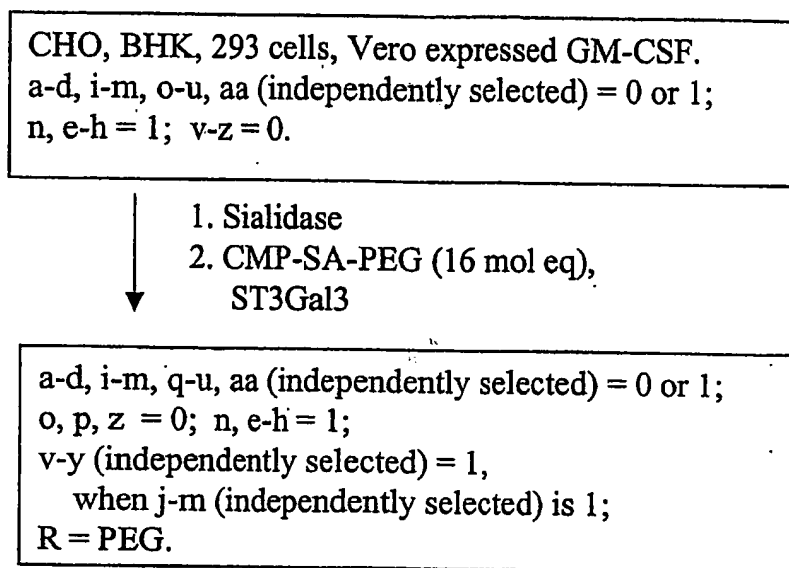 CHO, BHK, 293 cells, Vero expressed GM-CSF.
a-d, i-m, o-u, aa (independently selected) = 0 or 1;
n, e-h = 1; v-z = 0.
1. Sialidase
2. CMP-SA-PEG (16 mol eq),
ST3Gal3
a-d, i-m, q-u, aa (independently selected) = 0 or 1;
o, p, z = 0; n, e-h = 1;
v-y (independently selected) = 1,
when j-m (independently selected) is 1;
R = PEG.